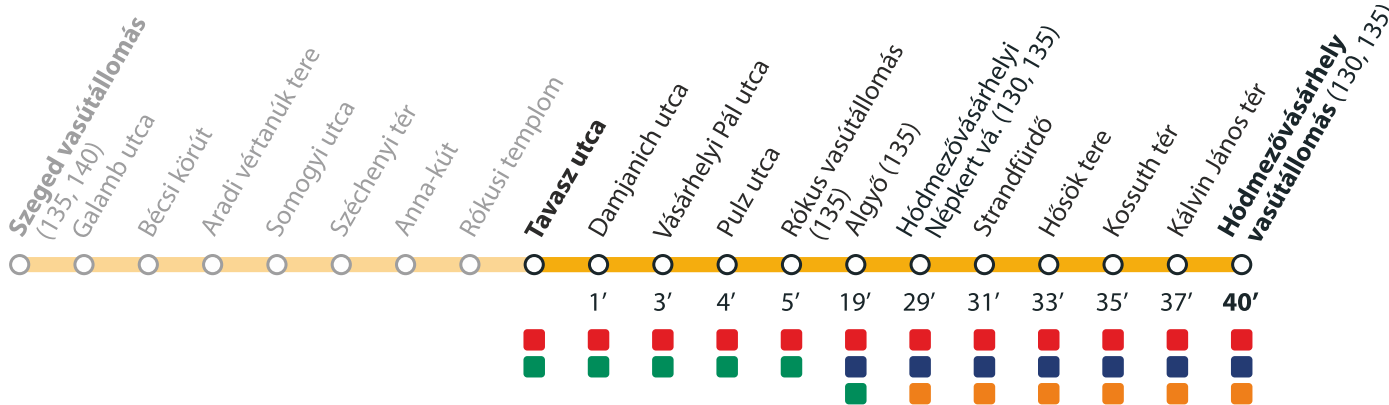 Szeged vasútállomás
(135, 140)
Galamb utca
Bécsi körút
Aradi vértanúk tere
Somogyi utca
Széchenyi tér
Anna-kút
Rókusi templom
Tavasz utca
Damjanich utca
Vásárhelyi Pál utca
Pulz utca
Rókus vasútállomás
(135)
Algyő (135)
Hódmezővásárhelyi
Népkert vá. (130, 135)
Strandfürdő
Hősök tere
Kossuth tér
Kálvin János tér
Hódmezővásárhely
vasútállomás (130, 135)
1’ 3’ 4’ 5’ 19’ 29’ 31’ 33’ 35’ 37’ 40’